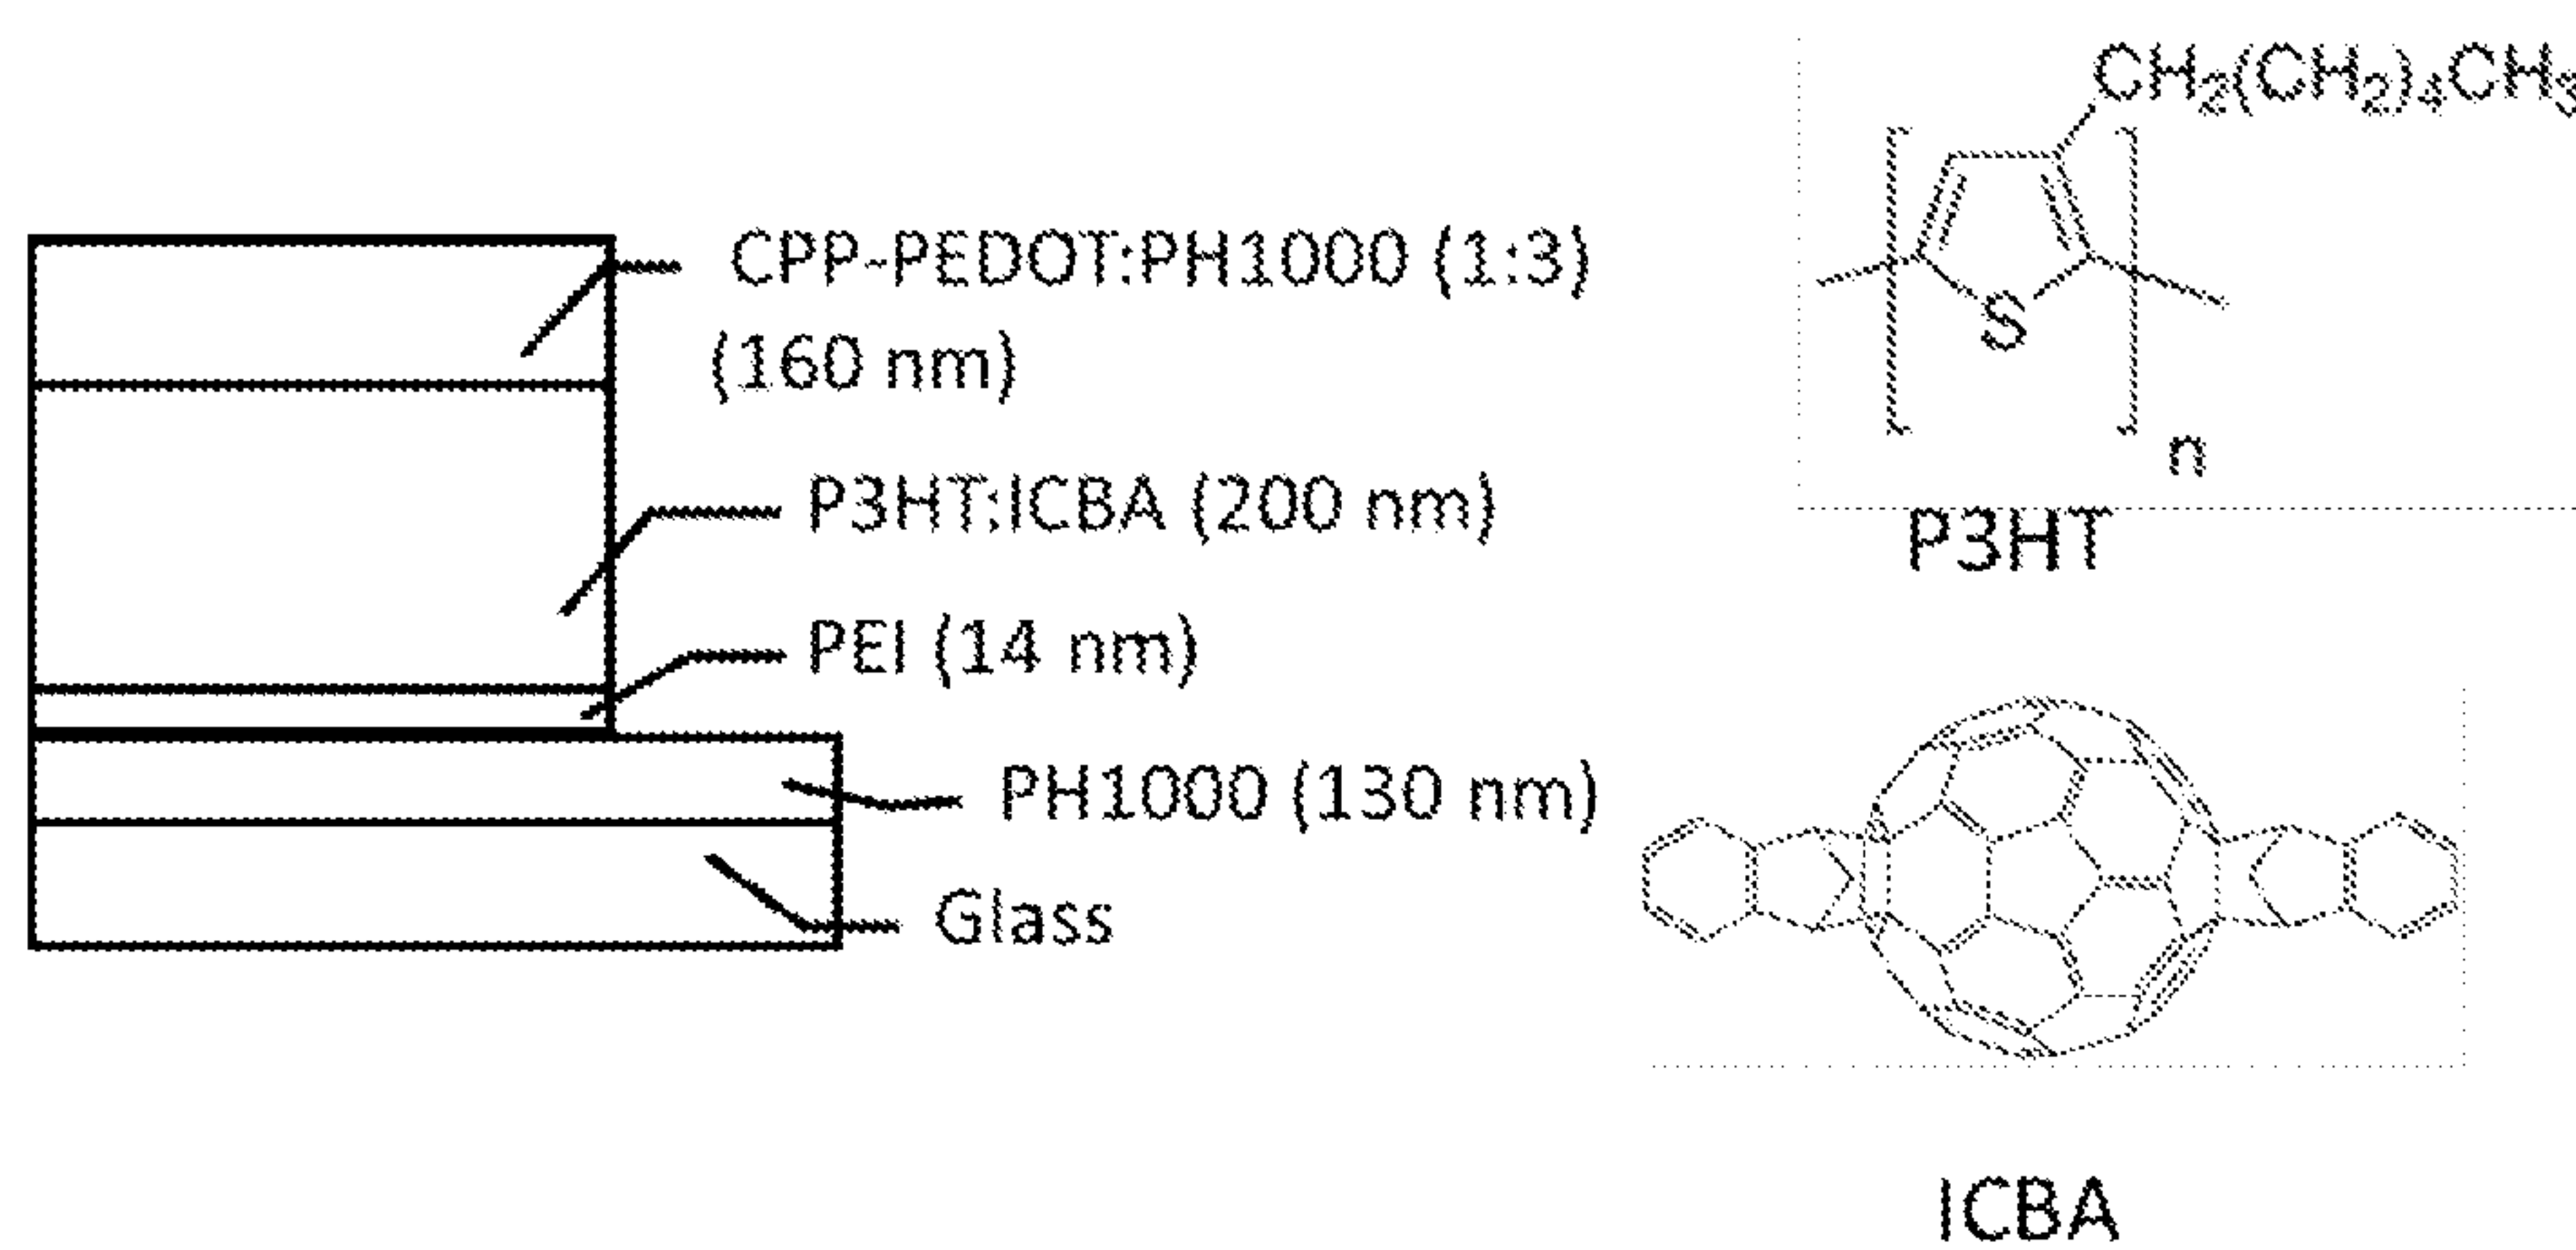 CPP-PEDOT:PH1000 (1:3)
(160 nm)
P3HT:ICBA (200 nm)
PEI (14 nm)
PH1000 (130 nm)
Glass
CH₂(CH₂)₄CH₃
S
n
P3HT
ICBA